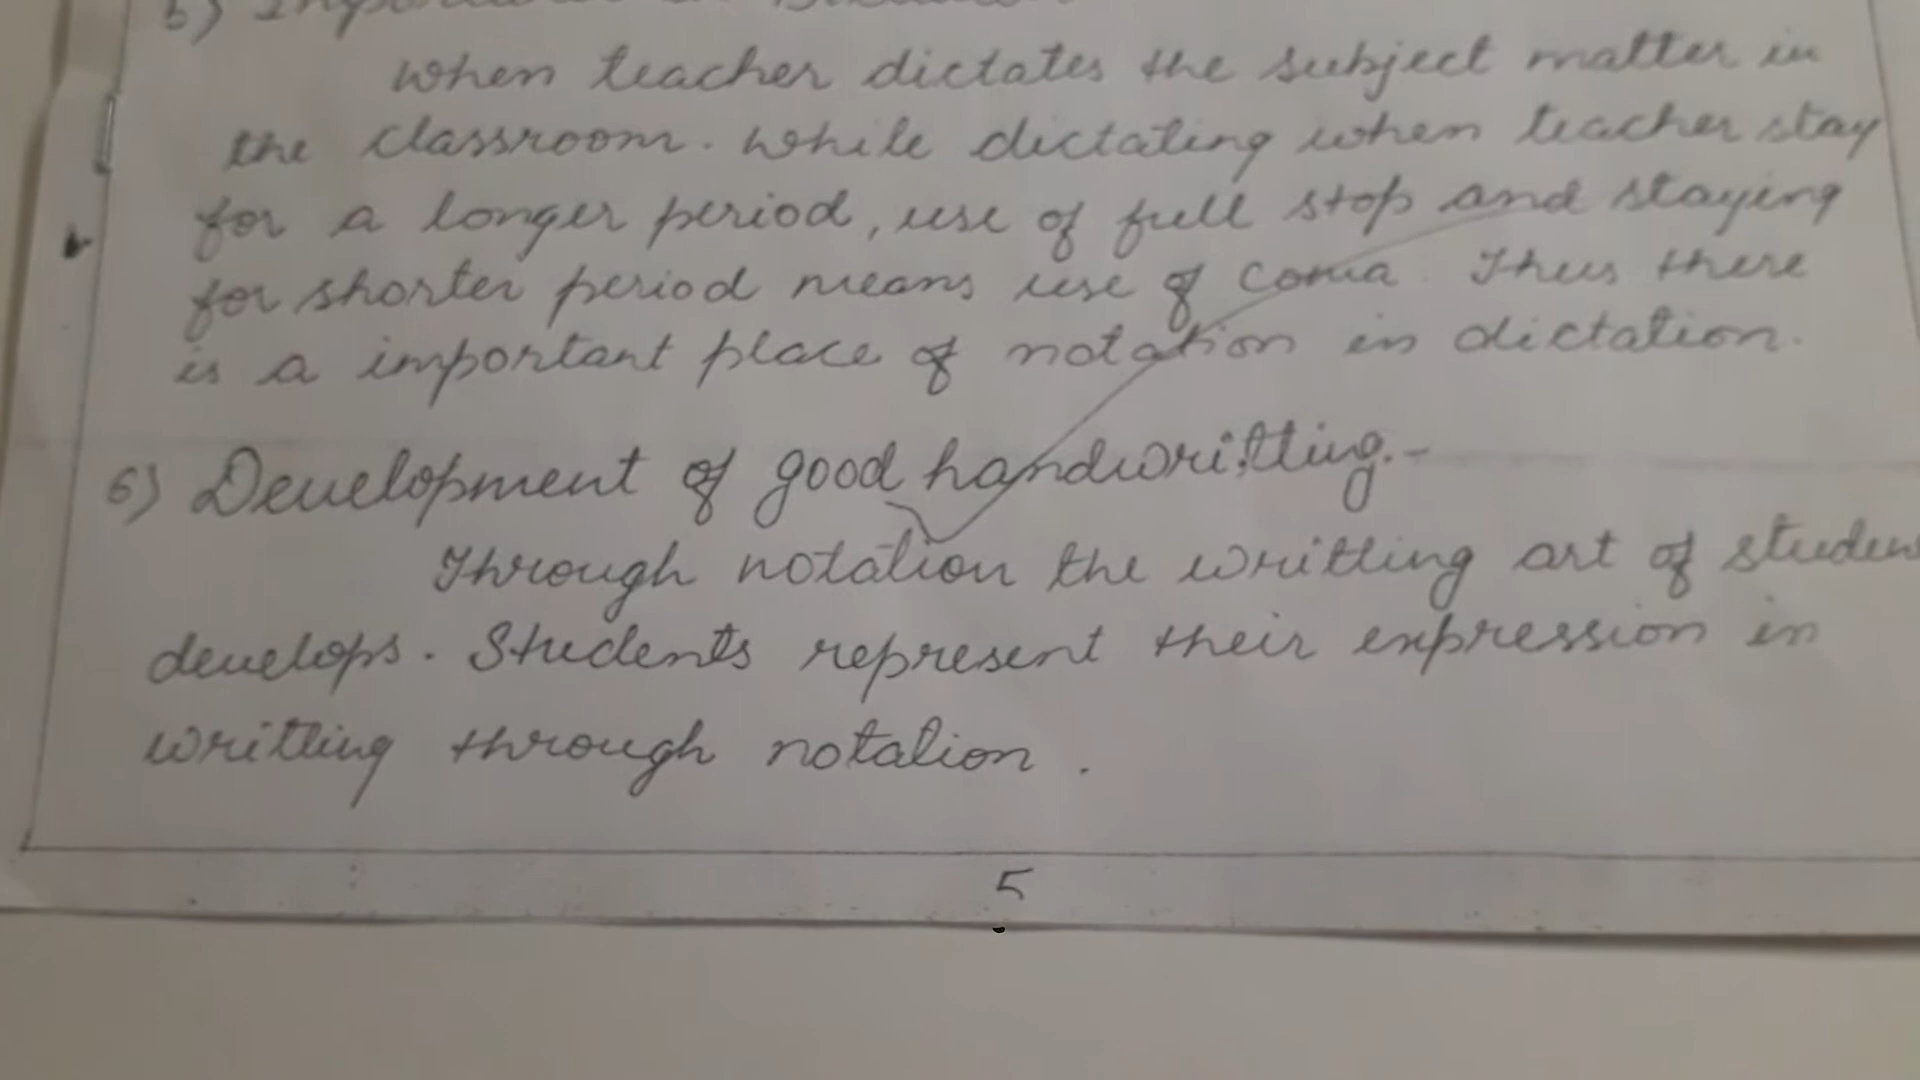 5)
When teacher dictates the subject matter in
the classroom. While dictating when teacher stay
for a longer period, use of full stop and staying
for shorter period means use of coma. Thus there
is a important place of notation in dictation.
6) Development of good handwritting.-
Through notation the writting art of student
develops. Students represent their expression in
writting through notation.
5